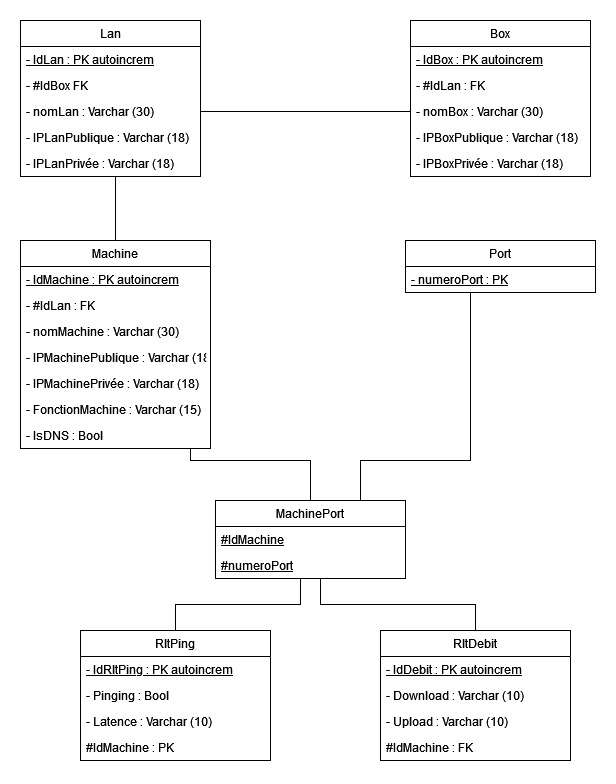 Lan
- IdLan : PK autoincrem
- #IdBox FK
- nomLan : Varchar (30)
- IPLanPublique : Varchar (18)
- IPLanPrivée : Varchar (18)
Box
- IdBox : PK autoincrem
- #IdLan : FK
- nomBox : Varchar (30)
- IPBoxPublique : Varchar (18)
- IPBoxPrivée : Varchar (18)
Machine
- IdMachine : PK autoincrem
- #IdLan : FK
- nomMachine : Varchar (30)
- IPMachinePublique : Varchar (18
- IPMachinePrivée : Varchar (18)
- FonctionMachine : Varchar (15)
- IsDNS : Bool
Port
- numeroPort : PK
MachinePort
#IdMachine
#numeroPort
RltPing
- IdRltPing : PK autoincrem
- Pinging : Bool
- Latence : Varchar (10)
#IdMachine : PK
RltDebit
- IdDebit : PK autoincrem
- Download : Varchar (10)
- Upload : Varchar (10)
#IdMachine : FK